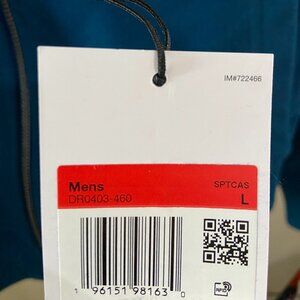 IM#722466
Mens SPTCAS
DR0403-460 L
1 96151 98163 0